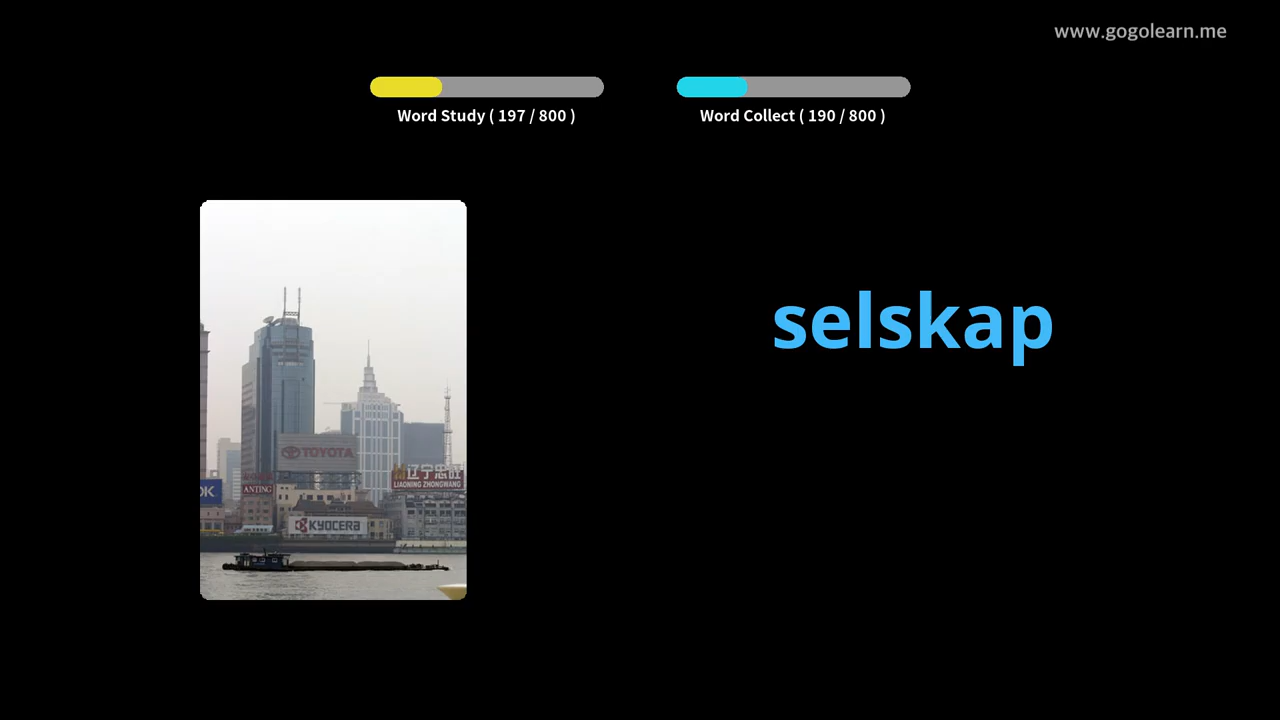 www.gogolearn.me
Word Study ( 197 / 800 )
Word Collect ( 190 / 800 )
selskap
TOYOTA
辽宁忠旺
LIAONING ZHONGWANG
OK
ANTING
KYOCERA